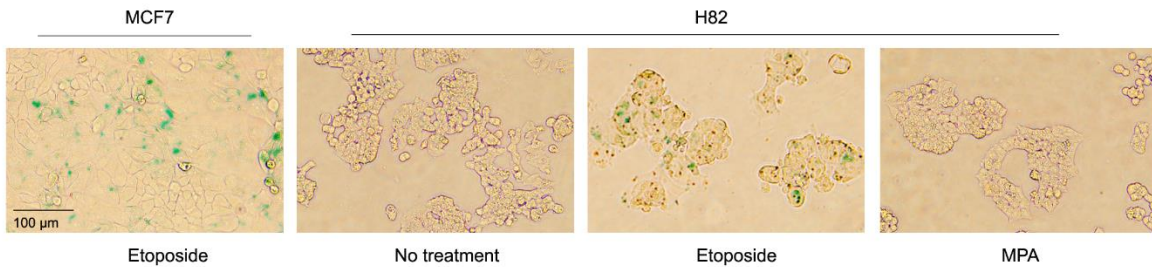 MCF7
H82
100 µm
Etoposide
No treatment
Etoposide
MPA